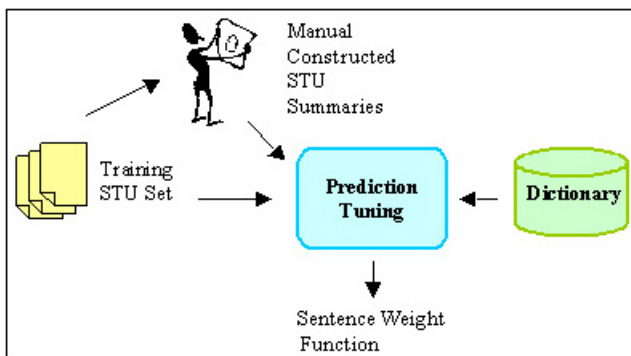 Manual
Constructed
STU
Summaries
Training
STU Set
Prediction
Tuning
Dictionary
Sentence Weight
Function